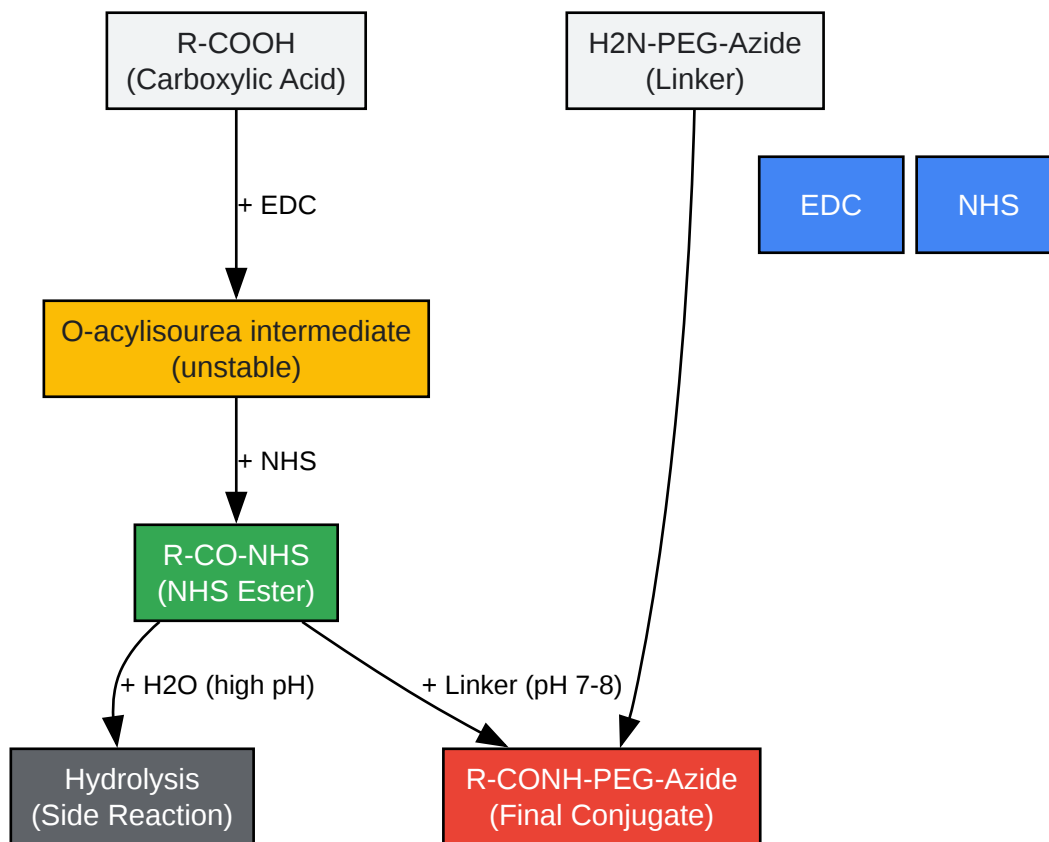 R-COOH
(Carboxylic Acid)
H2N-PEG-Azide
(Linker)
EDC
NHS
+ EDC
O-acylisourea intermediate
(unstable)
+ NHS
R-CO-NHS
(NHS Ester)
+ H2O (high pH)
+ Linker (pH 7-8)
Hydrolysis
(Side Reaction)
R-CONH-PEG-Azide
(Final Conjugate)